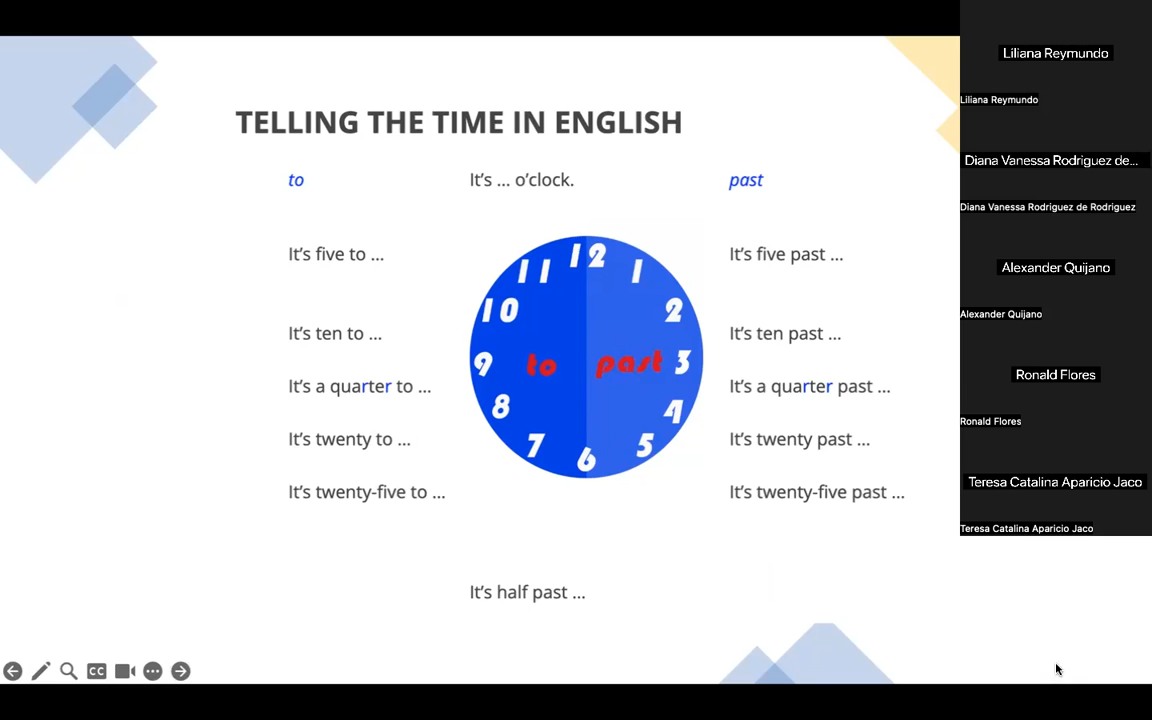 TELLING THE TIME IN ENGLISH
to
It's ... o'clock.
past
It's five to ...
It's ten to ...
It's a quarter to ...
It's twenty to ...
It's twenty-five to ...
12
1
2
3
4
5
6
7
8
9
10
11
to past
It's five past ...
It's ten past ...
It's a quarter past ...
It's twenty past ...
It's twenty-five past ...
It's half past ...
CC
Liliana Reymundo
Liliana Reymundo
Diana Vanessa Rodriguez de...
Diana Vanessa Rodriguez de Rodriguez
Alexander Quijano
Alexander Quijano
Ronald Flores
Ronald Flores
Teresa Catalina Aparicio Jaco
Teresa Catalina Aparicio Jaco